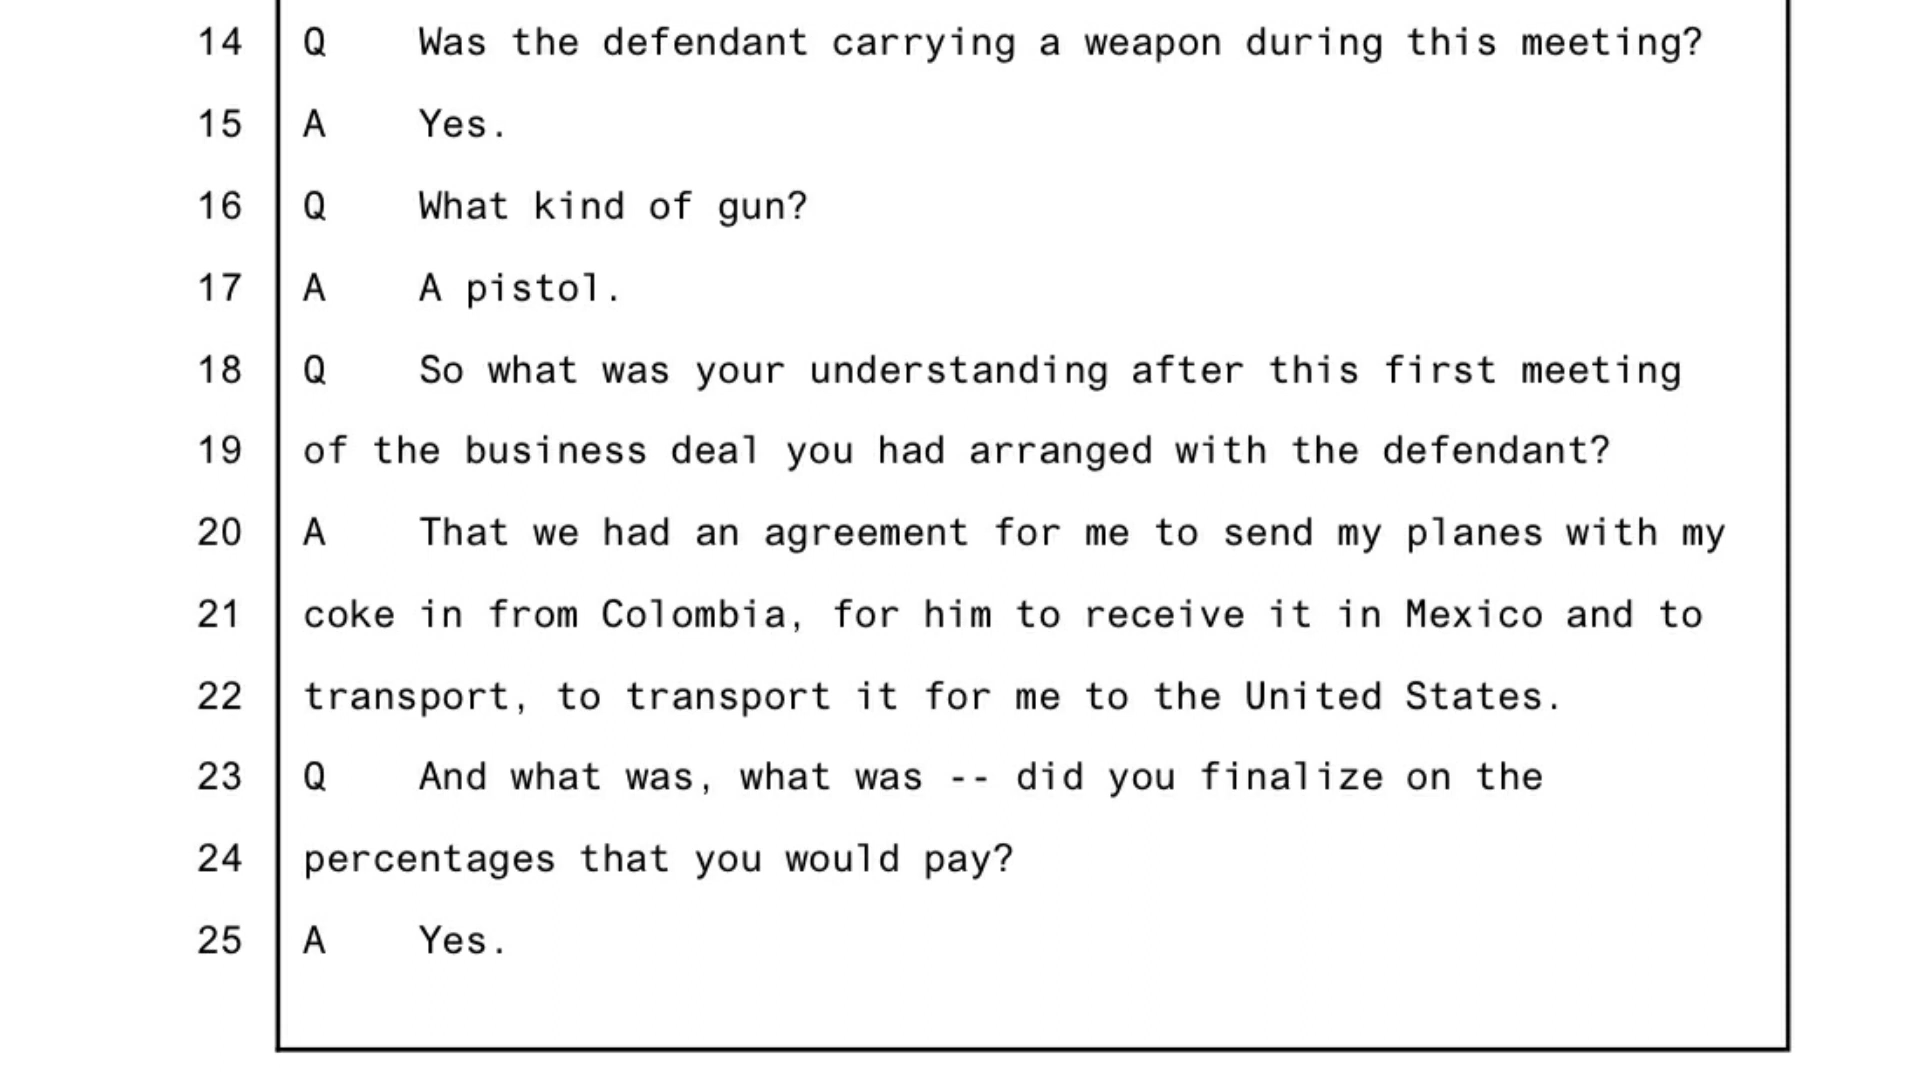 14 Q Was the defendant carrying a weapon during this meeting?
15 A Yes.
16 Q What kind of gun?
17 A A pistol.
18 Q So what was your understanding after this first meeting
19 of the business deal you had arranged with the defendant?
20 A That we had an agreement for me to send my planes with my
21 coke in from Colombia, for him to receive it in Mexico and to
22 transport, to transport it for me to the United States.
23 Q And what was, what was -- did you finalize on the
24 percentages that you would pay?
25 A Yes.